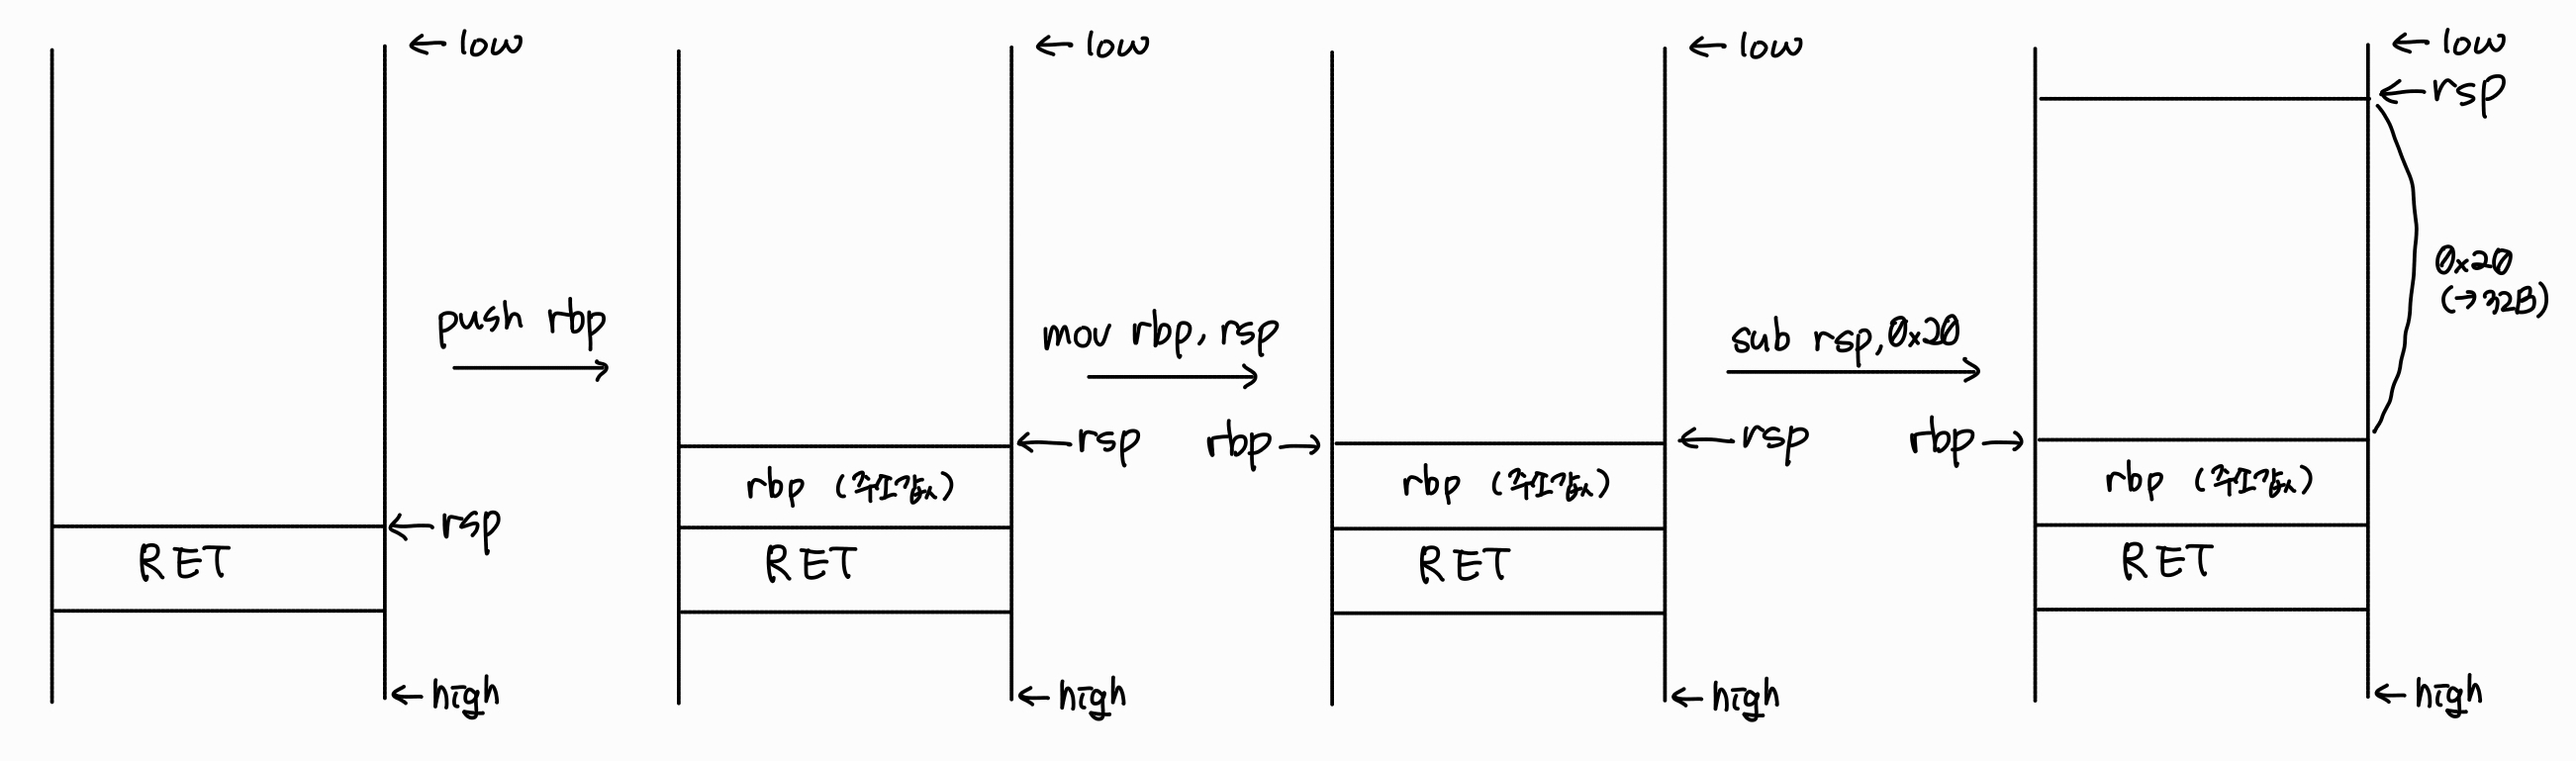 ← low
← rsp
RET
← high
push rbp
← low
← rsp
rbp (주소값)
RET
← high
mov rbp, rsp
← low
rbp →
← rsp
rbp (주소값)
RET
← high
sub rsp, 0x20
← low
← rsp
0x20
(→ 32B)
rbp →
rbp (주소값)
RET
← high